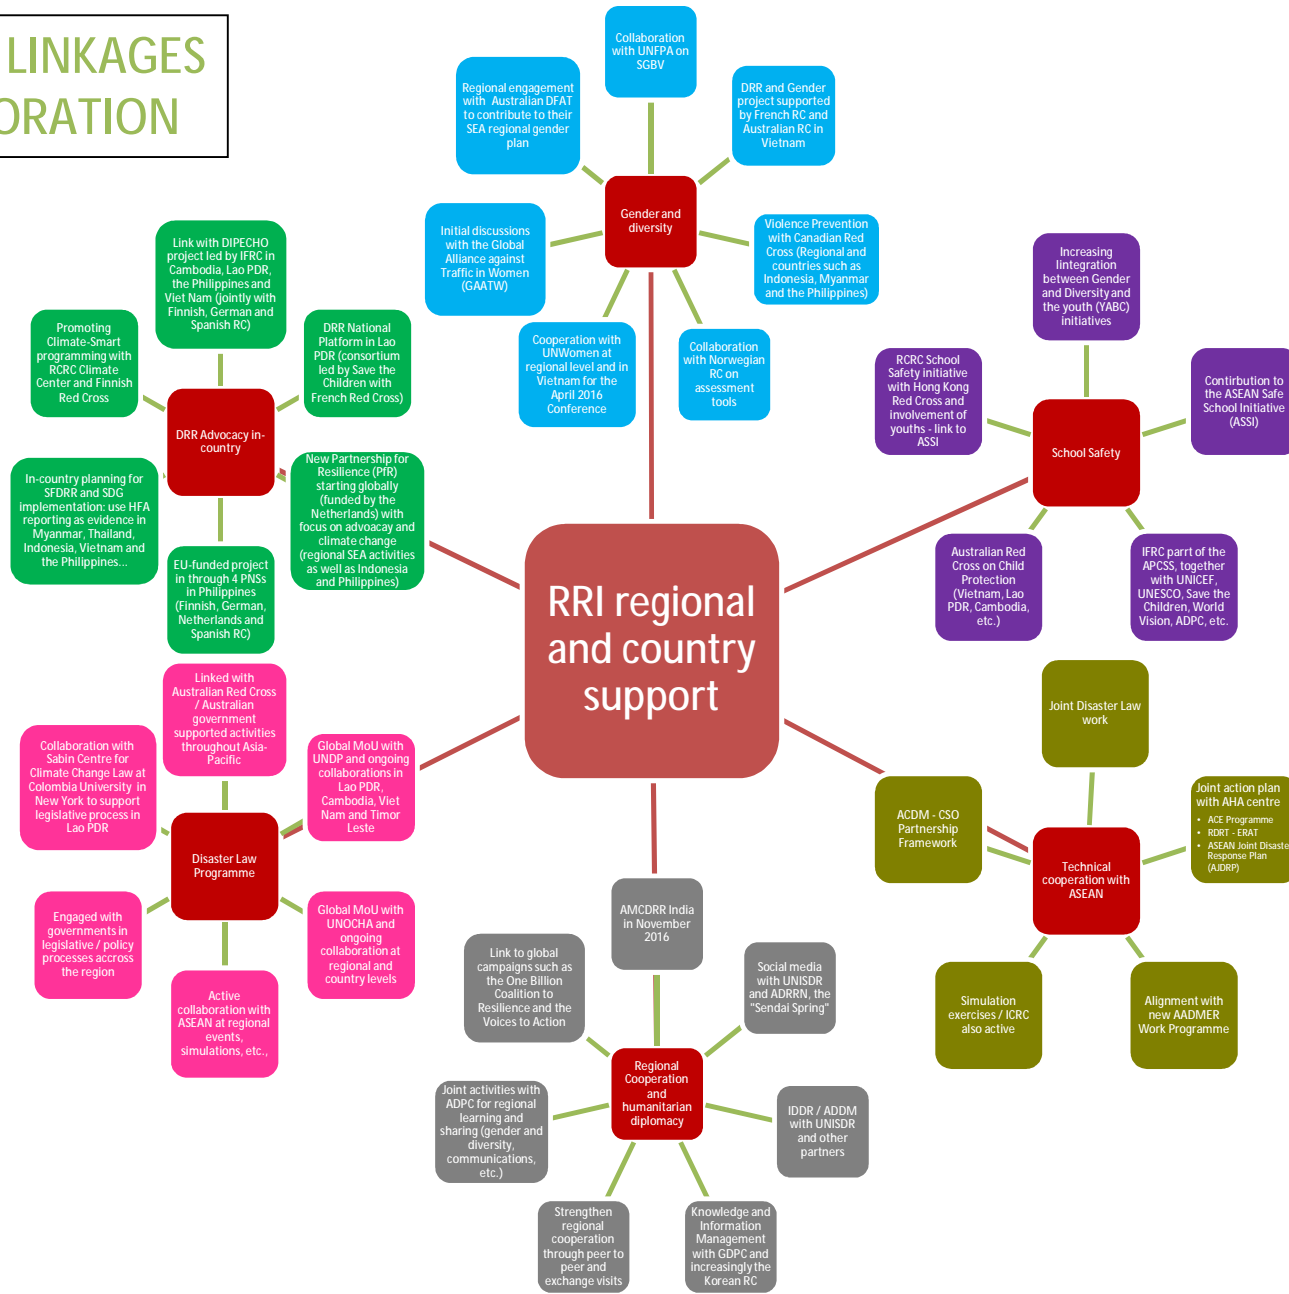 LINKAGES
ORATION
Collaboration
with UNFPA on
SGBV
Regional engagement
with Australian DFAT
to contribute to their
SEA regional gender
plan
DRR and Gender
project supported
by French RC and
Australian RC in
Vietnam
Gender and
diversity
Initial discussions
with the Global
Alliance against
Traffic in Women
(GAATW)
Violence Prevention
with Canadian Red
Cross (Regional and
countries such as
Indonesia, Myanmar
and the Philippines)
Cooperation with
UNWomen at
regional level and in
Vietnam for the
April 2016
Conference
Collaboration
with Norwegian
RC on
assessment
tools
Link with DIPECHO
project led by IFRC in
Cambodia, Lao PDR,
the Philippines and
Viet Nam (jointly with
Finnish, German and
Spanish RC)
Promoting
Climate-Smart
programming with
RCRC Climate
Center and Finnish
Red Cross
DRR National
Platform in Lao
PDR (consortium
led by Save the
Children with
French Red Cross)
DRR Advocacy in-
country
In-country planning for
SFDRR and SDG
implementation: use HFA
reporting as evidence in
Myanmar, Thailand,
Indonesia, Vietnam and
the Philippines...
New Partnership for
Resilience (PfR)
starting globally
(funded by the
Netherlands) with
focus on advoacay and
climate change
(regional SEA activities
as well as Indonesia
and Philippines)
EU-funded project
in through 4 PNSs
in Philippines
(Finnish, German,
Netherlands and
Spanish RC)
Increasing
Iintegration
between Gender
and Diversity and
the youth (YABC)
initiatives
RCRC School
Safety initiative
with Hong Kong
Red Cross and
involvement of
youths - link to
ASSI
Contirbution to
the ASEAN Safe
School Initiative
(ASSI)
School Safety
Australian Red
Cross on Child
Protection
(Vietnam, Lao
PDR, Cambodia,
etc.)
IFRC parrt of the
APCSS, together
with UNICEF,
UNESCO, Save the
Children, World
Vision, ADPC, etc.
RRI regional
and country
support
Linked with
Australian Red Cross
/ Australian
government
supported activities
throughout Asia-
Pacific
Collaboration with
Sabin Centre for
Climate Change Law at
Colombia University in
New York to support
legislative process in
Lao PDR
Global MoU with
UNDP and ongoing
collaborations in
Lao PDR,
Cambodia, Viet
Nam and Timor
Leste
Disaster Law
Programme
Engaged with
governments in
legislative / policy
processes accross
the region
Global MoU with
UNOCHA and
ongoing
collaboration at
regional and
country levels
Active
collaboration with
ASEAN at regional
events,
simulations, etc.,
Joint Disaster Law
work
ACDM - CSO
Partnership
Framework
Joint action plan
with AHA centre
• ACE Programme
• RDRT - ERAT
• ASEAN Joint Disaste
Response Plan
(AJDRP)
Technical
cooperation with
ASEAN
Simulation
exercises / ICRC
also active
Alignment with
new AADMER
Work Programme
AMCDRR India
in November
2016
Link to global
campaigns such as
the One Billion
Coalition to
Resilience and the
Voices to Action
Social media
with UNISDR
and ADRRN, the
"Sendai Spring"
Regional
Cooperation
and
humanitarian
diplomacy
Joint activities with
ADPC for regional
learning and
sharing (gender and
diversity,
communications,
etc.)
IDDR / ADDM
with UNISDR
and other
partners
Strengthen
regional
cooperation
through peer to
peer and
exchange visits
Knowledge and
Information
Management
with GDPC and
increasingly the
Korean RC